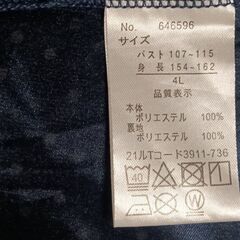 No. 646596
サイズ
バスト 107~115
身 長 154~162
4L
品質表示
本体
ポリエステル 100%
裏地
ポリエステル 100%
21ルTコード3911-736
40